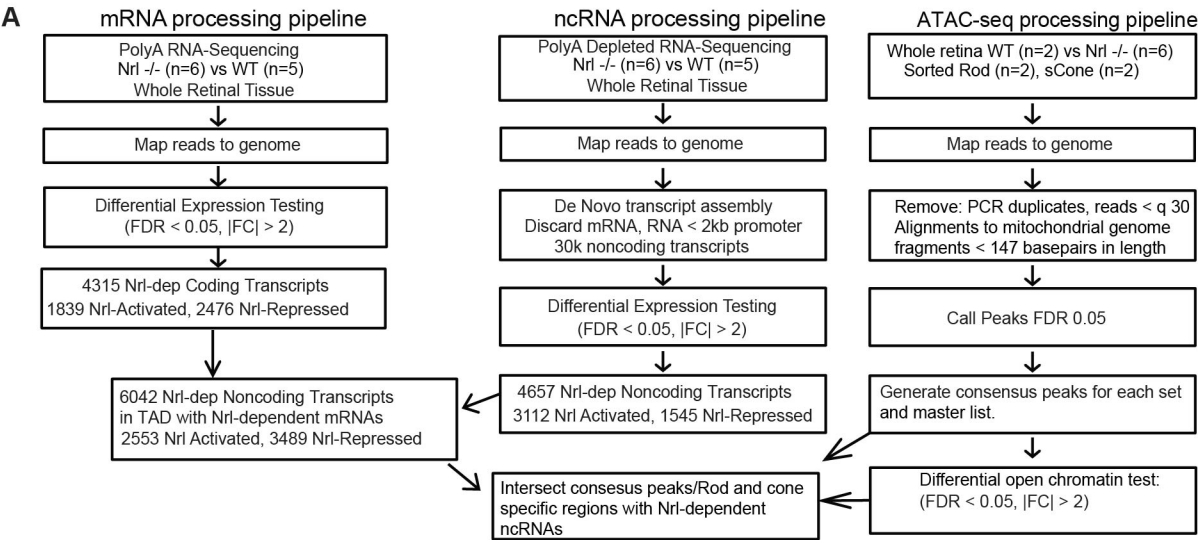 A
mRNA processing pipeline
PolyA RNA-Sequencing
Nrl -/- (n=6) vs WT (n=5)
Whole Retinal Tissue
Map reads to genome
Differential Expression Testing
(FDR < 0.05, |FC| > 2)
4315 Nrl-dep Coding Transcripts
1839 Nrl-Activated, 2476 Nrl-Repressed
6042 Nrl-dep Noncoding Transcripts
in TAD with Nrl-dependent mRNAs
2553 Nrl Activated, 3489 Nrl-Repressed
ncRNA processing pipeline
PolyA Depleted RNA-Sequencing
Nrl -/- (n=6) vs WT (n=5)
Whole Retinal Tissue
Map reads to genome
De Novo transcript assembly
Discard mRNA, RNA < 2kb promoter
30k noncoding transcripts
Differential Expression Testing
(FDR < 0.05, |FC| > 2)
4657 Nrl-dep Noncoding Transcripts
3112 Nrl Activated, 1545 Nrl-Repressed
ATAC-seq processing pipeline
Whole retina WT (n=2) vs Nrl -/- (n=6)
Sorted Rod (n=2), sCone (n=2)
Map reads to genome
Remove: PCR duplicates, reads < q 30
Alignments to mitochondrial genome
fragments < 147 basepairs in length
Call Peaks FDR 0.05
Generate consensus peaks for each set
and master list.
Differential open chromatin test:
(FDR < 0.05, |FC| > 2)
Intersect consesus peaks/Rod and cone
specific regions with Nrl-dependent
ncRNAs